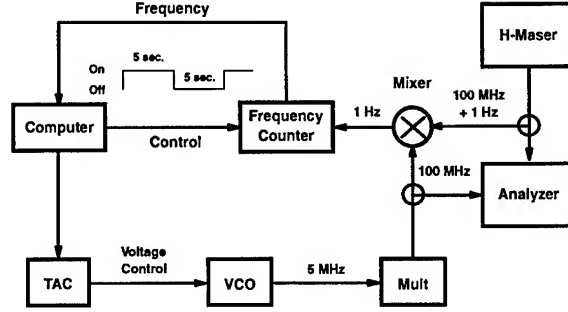 Frequency
H-Maser
5 sec.
On
5 sec.
Off
Mixer
100 MHz
+ 1 Hz
1 Hz
Computer
Frequency
Counter
Control
100 MHz
Analyzer
Voltage
Control
5 MHz
TAC
VCO
Mult